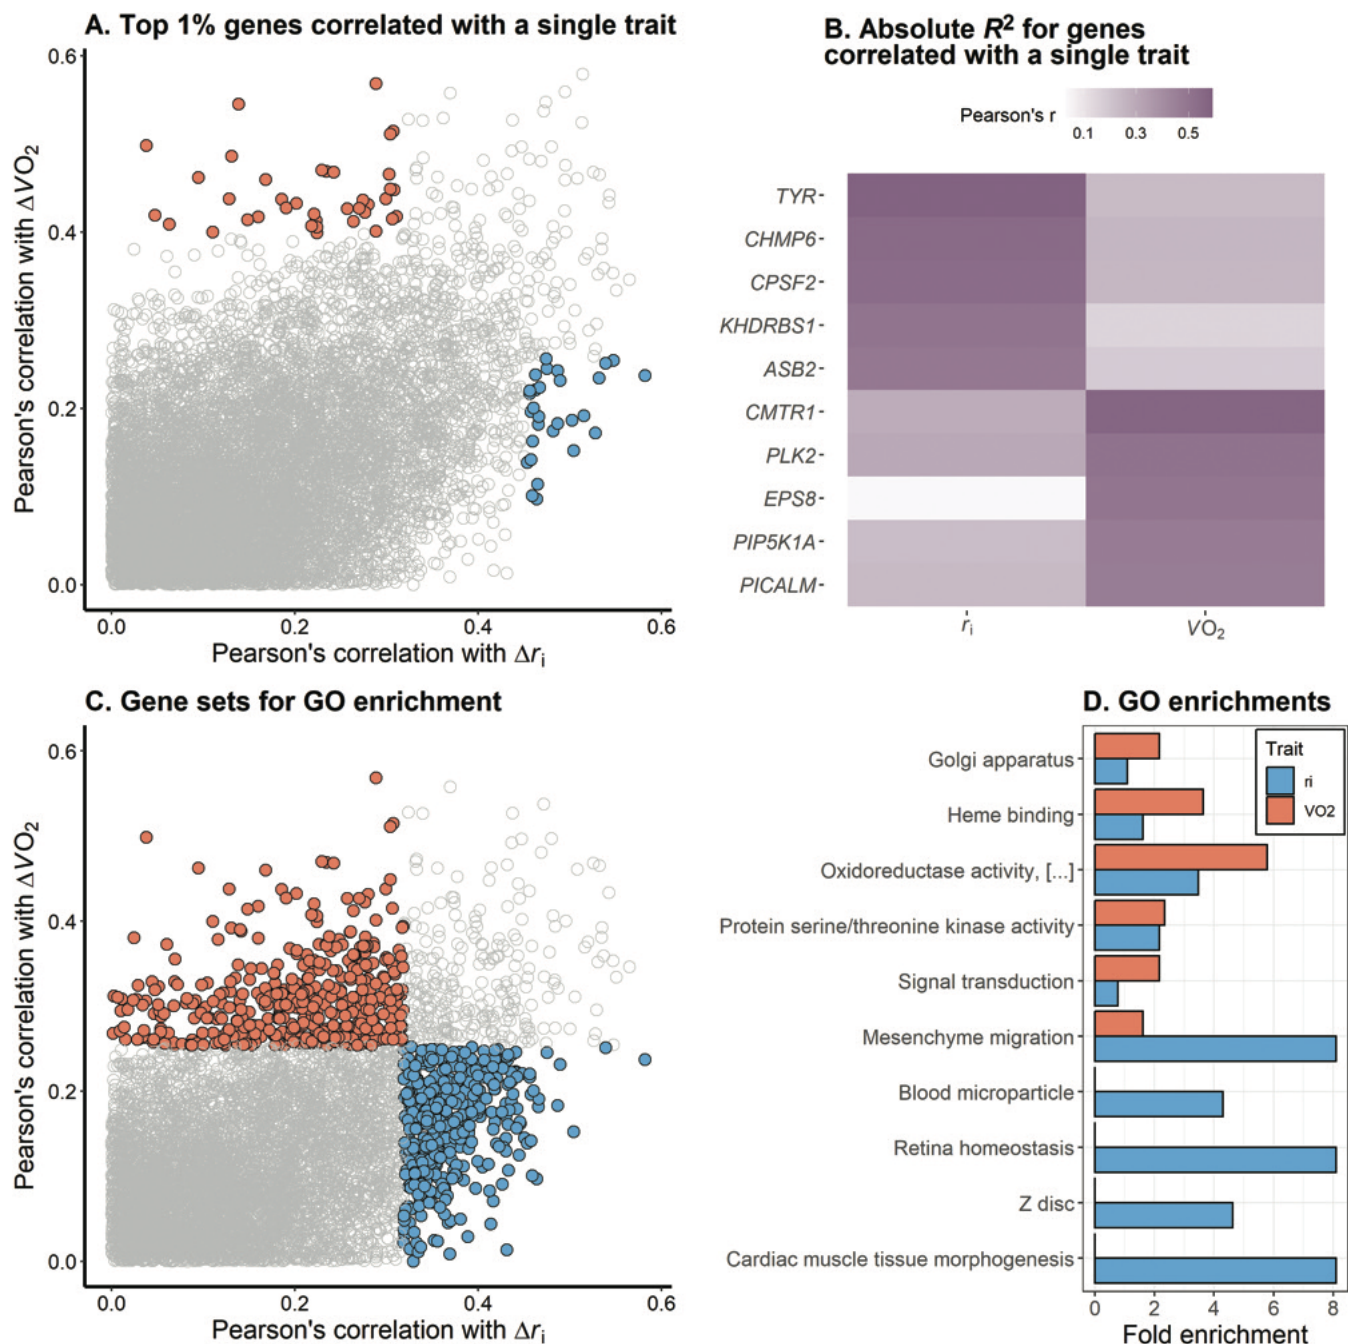 A. Top 1% genes correlated with a single trait
Pearson's correlation with ΔVO2
0.6
0.4
0.2
0.0
0.0 0.2 0.4 0.6
Pearson's correlation with Δri
B. Absolute R2 for genes
correlated with a single trait
Pearson's r
0.1 0.3 0.5
TYR
CHMP6
CPSF2
KHDRBS1
ASB2
CMTR1
PLK2
EPS8
PIP5K1A
PICALM
ri VO2
C. Gene sets for GO enrichment
Pearson's correlation with ΔVO2
0.6
0.4
0.2
0.0
0.0 0.2 0.4 0.6
Pearson's correlation with Δri
D. GO enrichments
Trait
ri
VO2
Golgi apparatus
Heme binding
Oxidoreductase activity, [...]
Protein serine/threonine kinase activity
Signal transduction
Mesenchyme migration
Blood microparticle
Retina homeostasis
Z disc
Cardiac muscle tissue morphogenesis
0 2 4 6 8
Fold enrichment